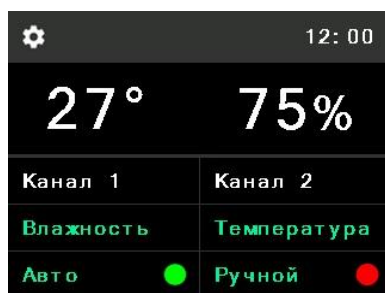 12:00
27° 75%
Канал 1 Канал 2
Влажность Температура
Авто Ручной